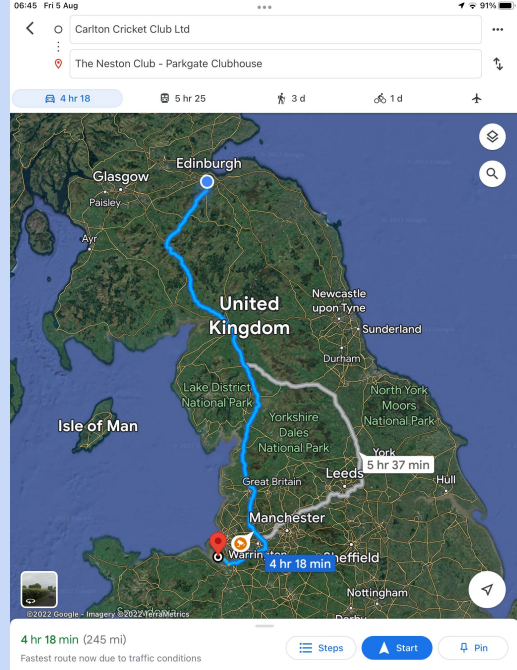 06:45 Fri 5 Aug
91%
Carlton Cricket Club Ltd
The Neston Club - Parkgate Clubhouse
4 hr 18
5 hr 25
3 d
1 d
Edinburgh
Glasgow
Paisley
Ayr
United
Kingdom
Newcastle
upon Tyne
Sunderland
Durham
Lake District
National Park
North York
Moors
National Park
Isle of Man
Yorkshire
Dales
National Park
York
5 hr 37 min
Leeds
Hull
Great Britain
Manchester
Warrington
Sheffield
4 hr 18 min
Nottingham
Derby
©2022 Google - Imagery ©2022 TerraMetrics
4 hr 18 min (245 mi)
Fastest route now due to traffic conditions
Steps
Start
Pin